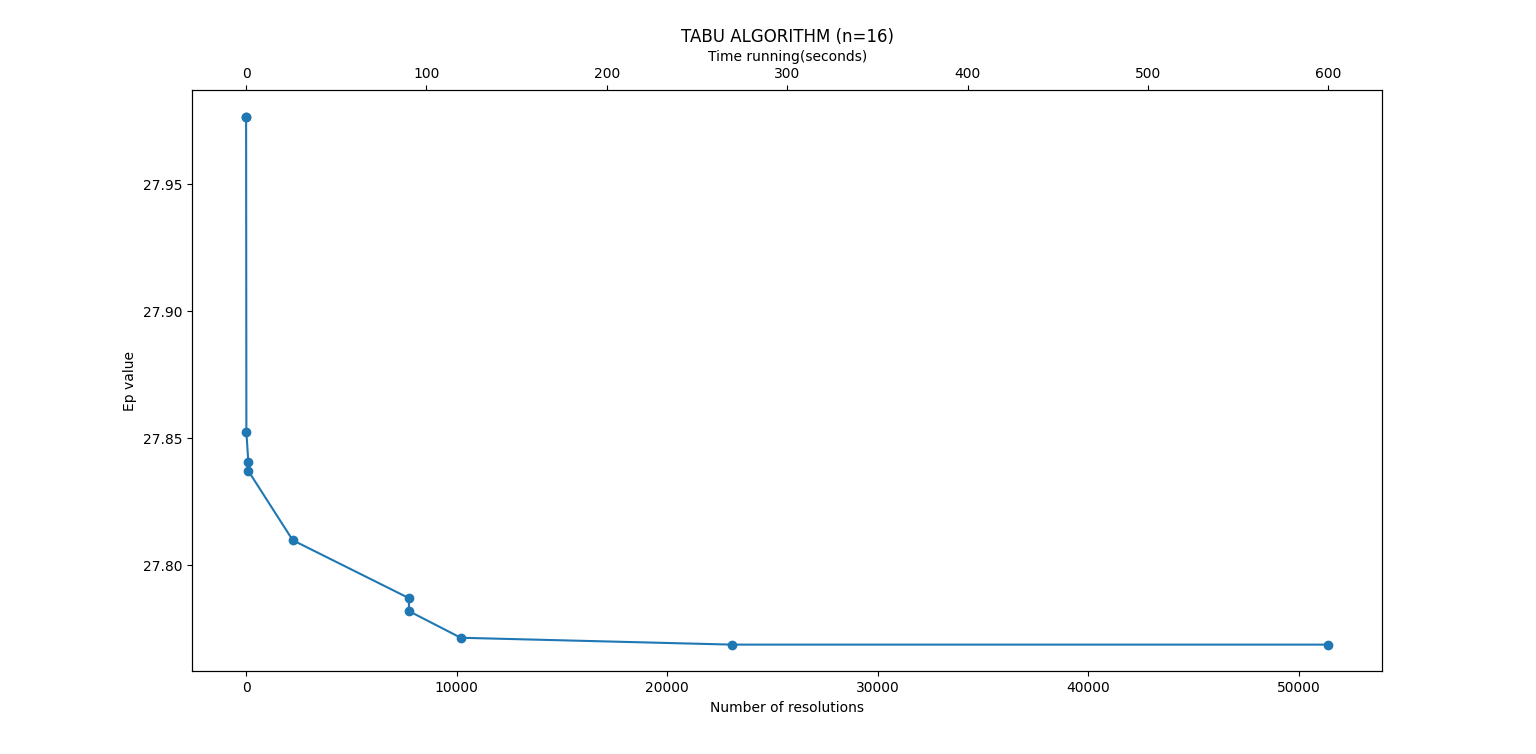 TABU ALGORITHM (n=16)
Time running(seconds)
0 100 200 300 400 500 600
27.95
27.90
27.85
27.80
Ep value
0 10000 20000 30000 40000 50000
Number of resolutions